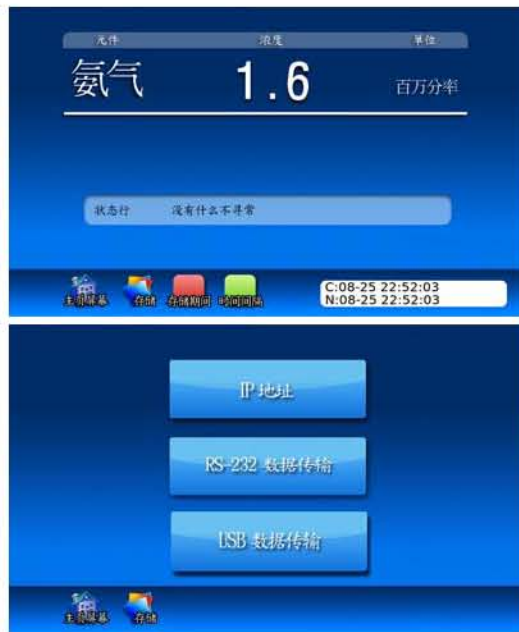 元件 浓度 单位
氨气 1.6 百万分率
状态行 没有什么不寻常
主页屏幕 存储 存储期间 时间间隔
C:08-25 22:52:03
N:08-25 22:52:03
IP 地址
RS-232 数据传输
USB 数据传输
主页屏幕 存储